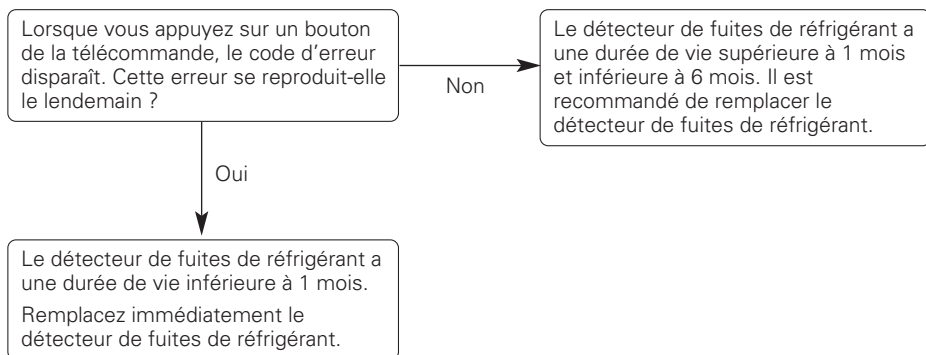 Lorsque vous appuyez sur un bouton
de la télécommande, le code d'erreur
disparaît. Cette erreur se reproduit-elle
le lendemain ?
Non
Le détecteur de fuites de réfrigérant a
une durée de vie supérieure à 1 mois
et inférieure à 6 mois. Il est
recommandé de remplacer le
détecteur de fuites de réfrigérant.
Oui
Le détecteur de fuites de réfrigérant a
une durée de vie inférieure à 1 mois.
Remplacez immédiatement le
détecteur de fuites de réfrigérant.